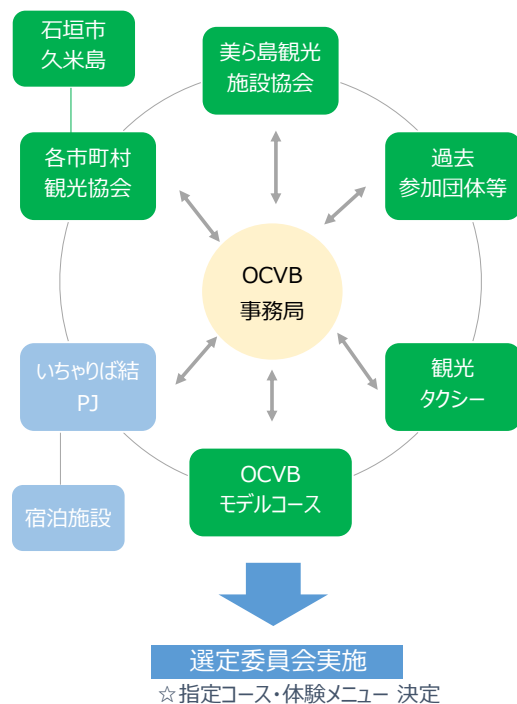 石垣市
久米島
美ら島観光
施設協会
各市町村
観光協会
過去
参加団体等
OCVB
事務局
いちゃりば結
PJ
観光
タクシー
宿泊施設
OCVB
モデルコース
選定委員会実施
☆指定コース・体験メニュー 決定